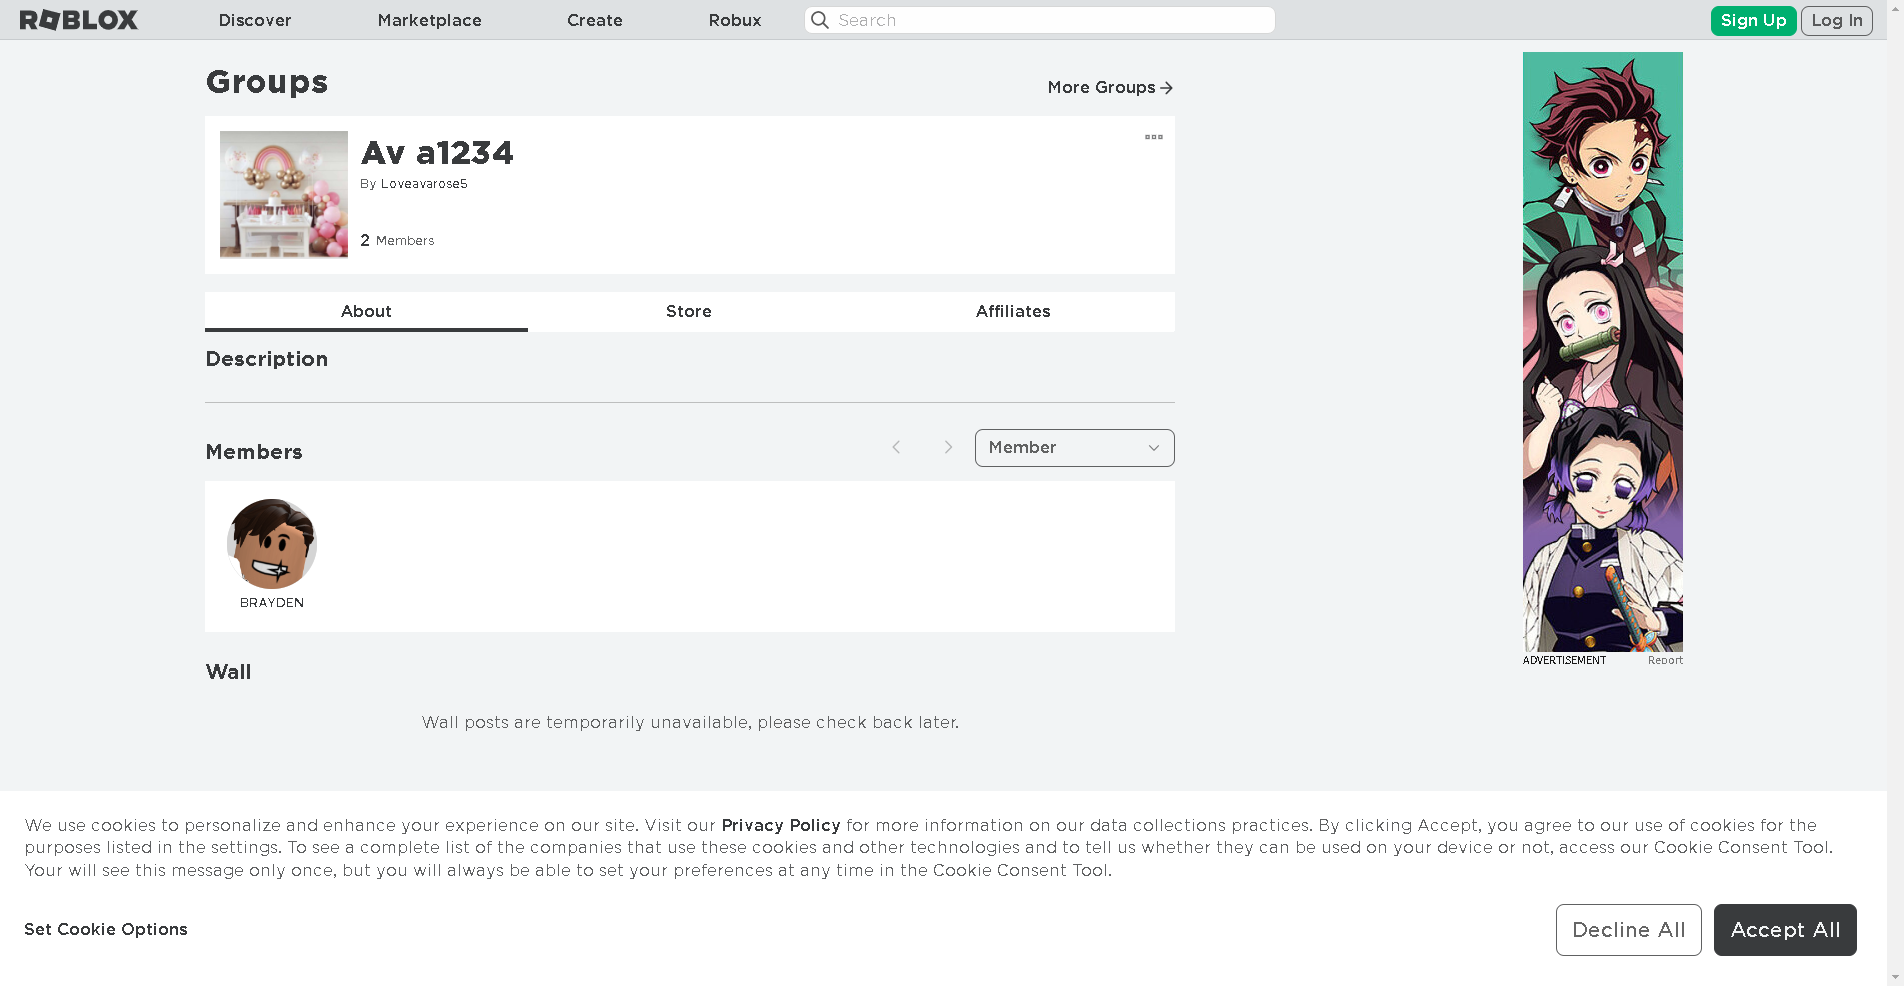 ROBLOX Discover Marketplace Create Robux Search Sign Up Log In
Groups
More Groups
Av a1234
By Loveavarose5
2 Members
About Store Affiliates
Description
Members
Member
BRAYDEN
Wall
Wall posts are temporarily unavailable, please check back later.
ADVERTISEMENT Report
We use cookies to personalize and enhance your experience on our site. Visit our Privacy Policy for more information on our data collections practices. By clicking Accept, you agree to our use of cookies for the
purposes listed in the settings. To see a complete list of the companies that use these cookies and other technologies and to tell us whether they can be used on your device or not, access our Cookie Consent Tool.
Your will see this message only once, but you will always be able to set your preferences at any time in the Cookie Consent Tool.
Set Cookie Options
Decline All
Accept All